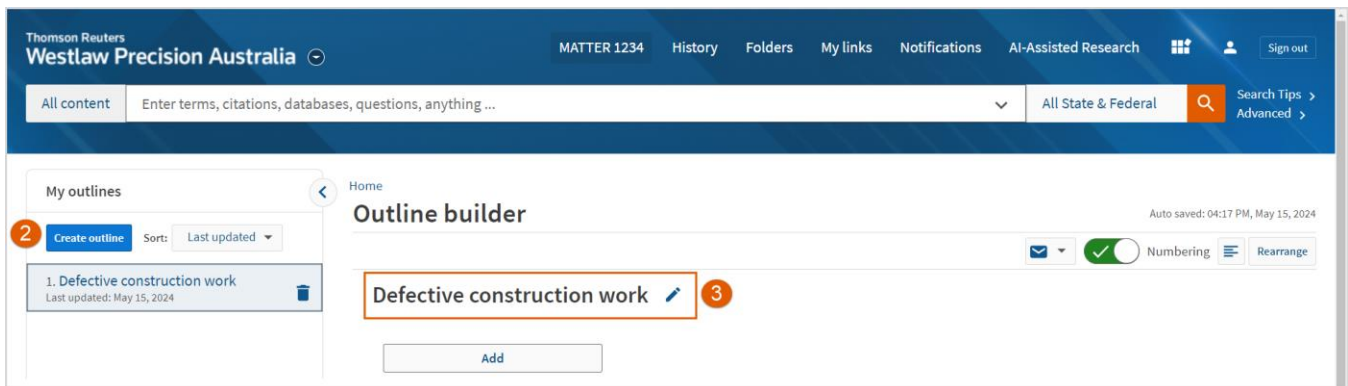 Thomson Reuters
Westlaw Precision Australia
MATTER 1234 History Folders My links Notifications AI-Assisted Research Sign out
All content Enter terms, citations, databases, questions, anything ... All State & Federal
Search Tips >
Advanced >
My outlines
Home
Outline builder
Auto saved: 04:17 PM, May 15, 2024
2 Create outline Sort: Last updated
Numbering Rearrange
1. Defective construction work
Last updated: May 15, 2024
Defective construction work 3
Add